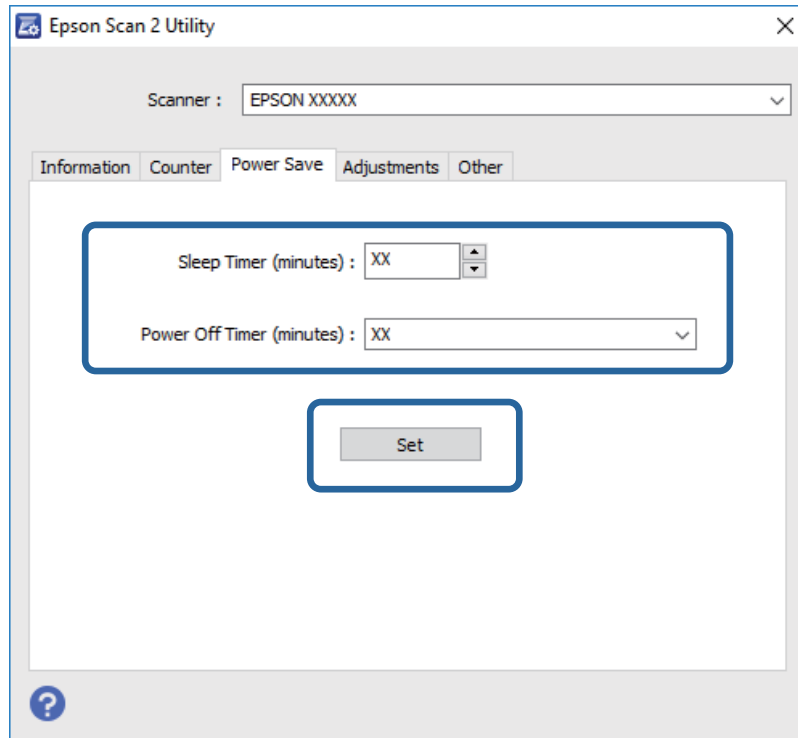 Epson Scan 2 Utility
Scanner : EPSON XXXXX
Information Counter Power Save Adjustments Other
Sleep Timer (minutes) : XX
Power Off Timer (minutes) : XX
Set
?